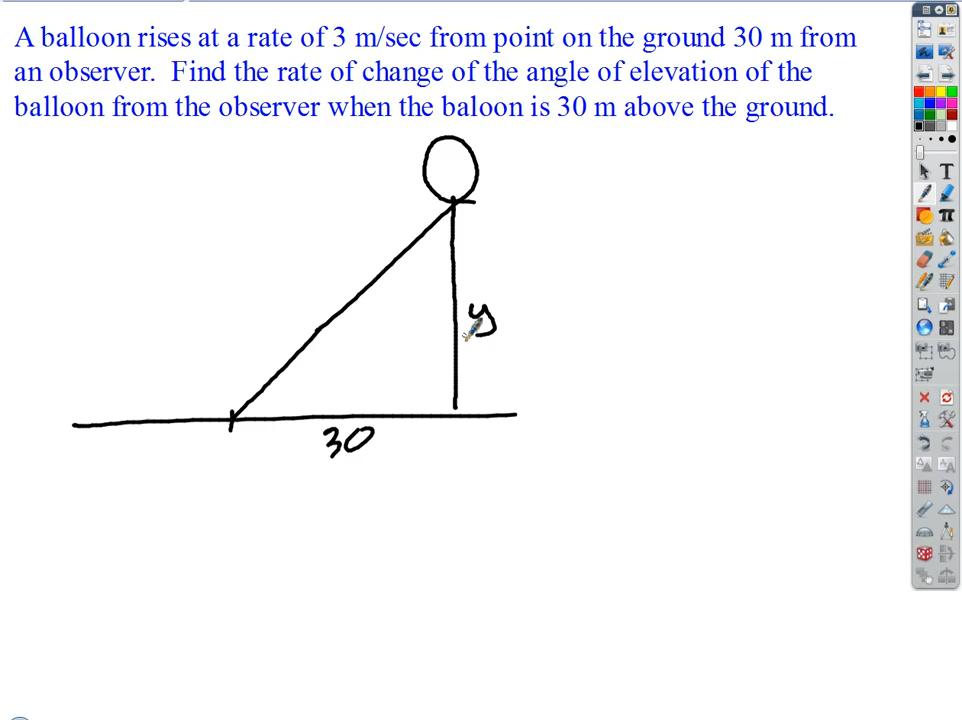 A balloon rises at a rate of 3 m/sec from point on the ground 30 m from
an observer. Find the rate of change of the angle of elevation of the
balloon from the observer when the baloon is 30 m above the ground.
y
30